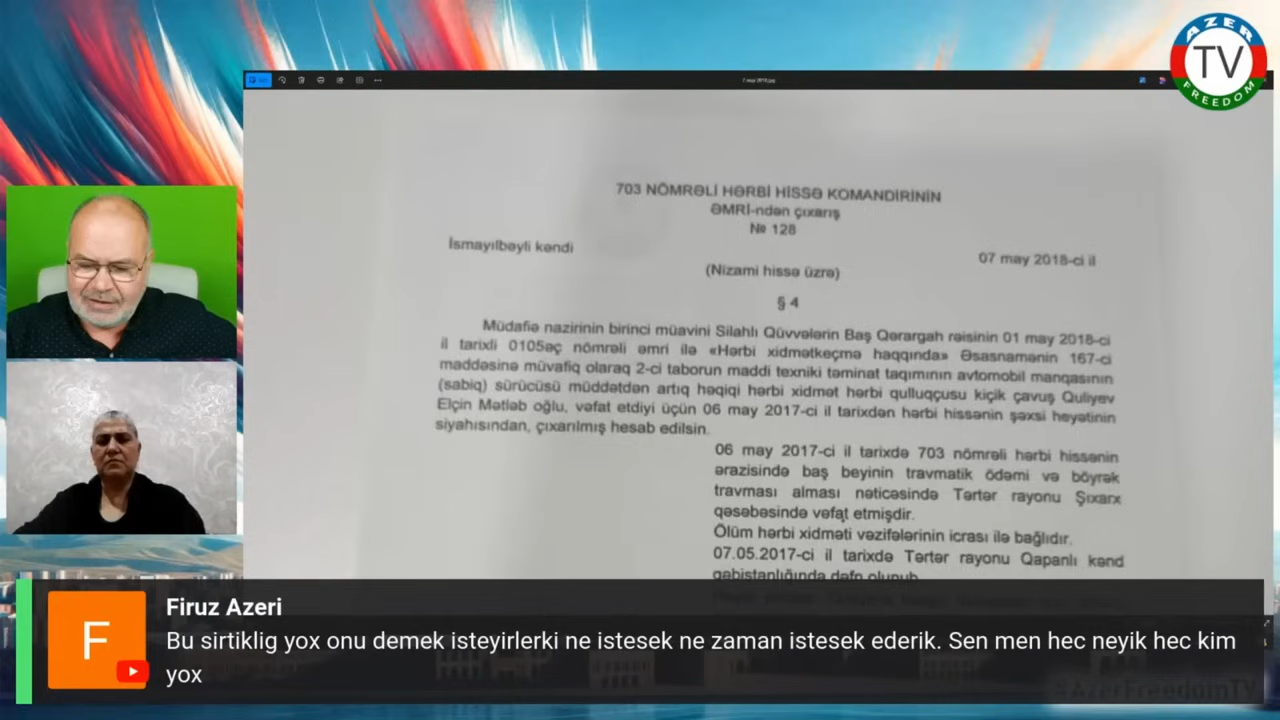 AZER
TV
FREEDOM
703 NÖMRƏLİ HƏRBİ HİSSƏ KOMANDİRİNİN
ƏMRİ-ndən çıxarış
№ 128
İsmayılbəyli kəndi
07 may 2018-ci il
(Nizami hissə üzrə)
§ 4
Müdafiə nazirinin birinci müavini Silahlı Qüvvələrin Baş Qərargah rəisinin 01 may 2018-ci
il tarixli 0105əç nömrəli əmri ilə «Hərbi xidmətkeçmə haqqında» Əsasnamənin 167-ci
maddəsinə müvafiq olaraq 2-ci taborun maddi texniki təminat taqımının avtomobil manqasının
(sabiq) sürücüsü müddətdən artıq həqiqi hərbi xidmət hərbi qulluqçusu kiçik çavuş Quliyev
Elçin Mətləb oğlu, vəfat etdiyi üçün 06 may 2017-ci il tarixdən hərbi hissənin şəxsi heyətinin
siyahısından, çıxarılmış hesab edilsin.
06 may 2017-ci il tarixdə 703 nömrəli hərbi hissənin
ərazisində baş beyinin travmatik ödəmi və böyrək
travması alması nəticəsində Tərtər rayonu Şıxarx
qəsəbəsində vəfat etmişdir.
Ölüm hərbi xidməti vəzifələrinin icrası ilə bağlıdır.
07.05.2017-ci il tarixdə Tərtər rayonu Qapanlı kənd
qəbistanlığında dəfn olunub
F
Firuz Azeri
Bu sirtiklig yox onu demek isteyirlerki ne istesek ne zaman istesek ederik. Sen men hec neyik hec kim
yox
#AzerFreedomTV